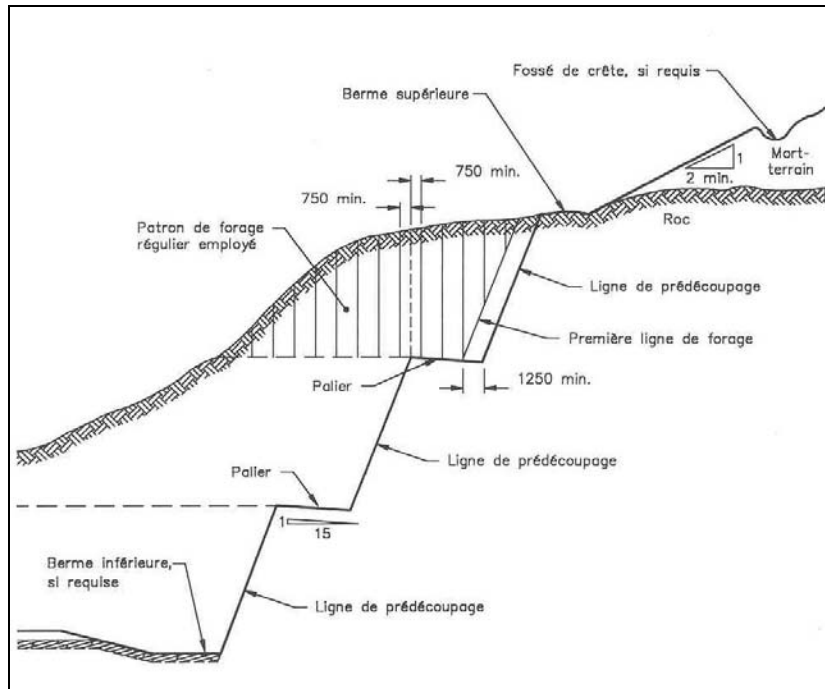 Fossé de crête, si requis
Berme supérieure
1
2 min.
Mort-
terrain
750 min.
750 min.
Roc
Patron de forage
régulier employé
Ligne de prédécoupage
Première ligne de forage
Palier
1250 min.
Ligne de prédécoupage
Palier
1
15
Berme inférieure,
si requise
Ligne de prédécoupage